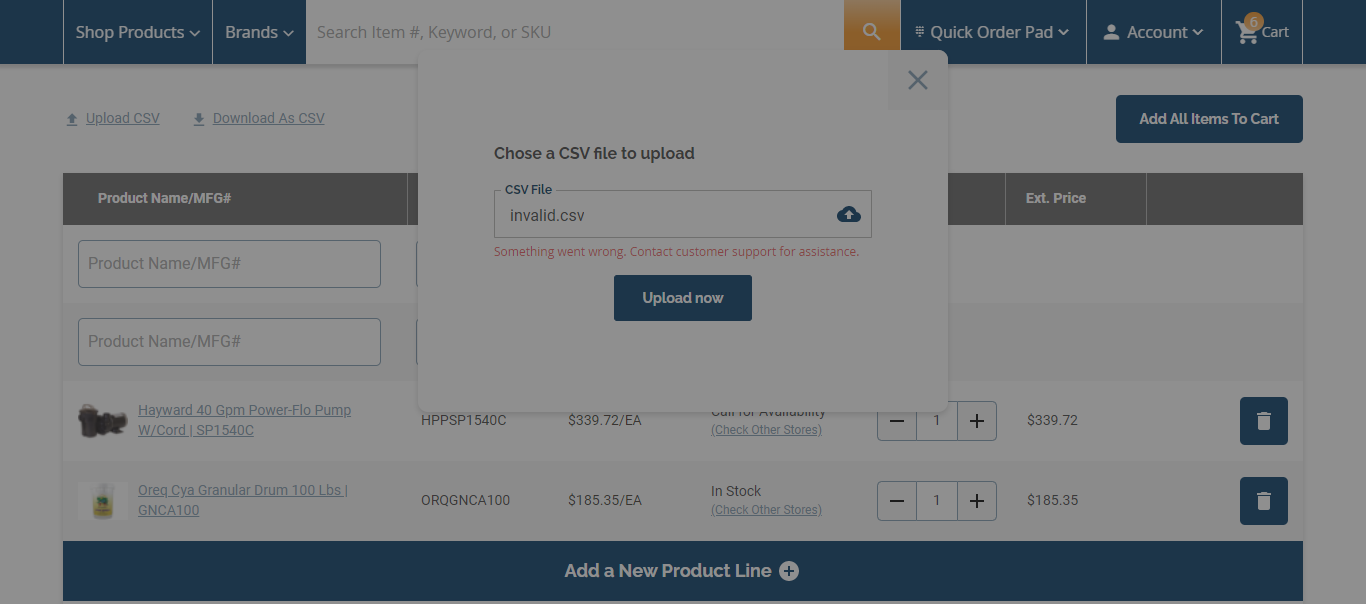 Shop Products
Brands
Search Item #, Keyword, or SKU
Quick Order Pad
Account
6
Cart
Upload CSV
Download As CSV
Add All Items To Cart
Chose a CSV file to upload
CSV File
invalid.csv
Something went wrong. Contact customer support for assistance.
Upload now
Product Name/MFG#
Ext. Price
Product Name/MFG#
Product Name/MFG#
Hayward 40 Gpm Power-Flo Pump
W/Cord | SP1540C
HPPSP1540C
$339.72/EA
Call for Availability
(Check Other Stores)
1
$339.72
Oreq Cya Granular Drum 100 Lbs |
GNCA100
ORQGNCA100
$185.35/EA
In Stock
(Check Other Stores)
1
$185.35
Add a New Product Line